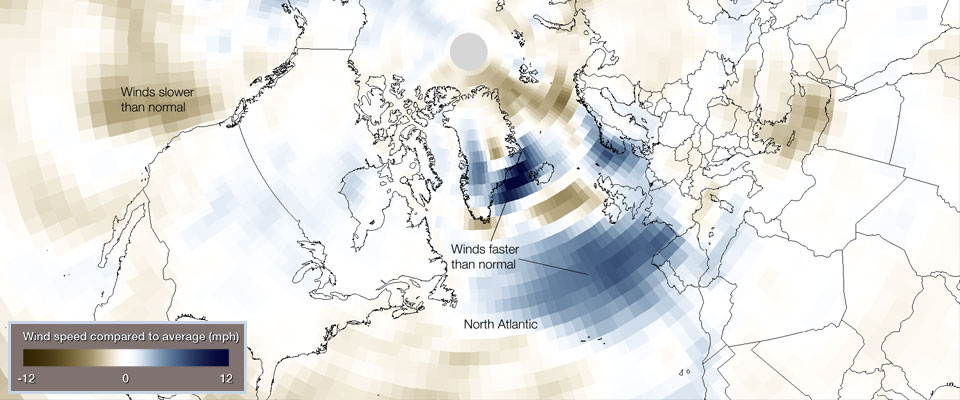 Winds slower
than normal
Winds faster
than normal
North Atlantic
Wind speed compared to average (mph)
-12 0 12